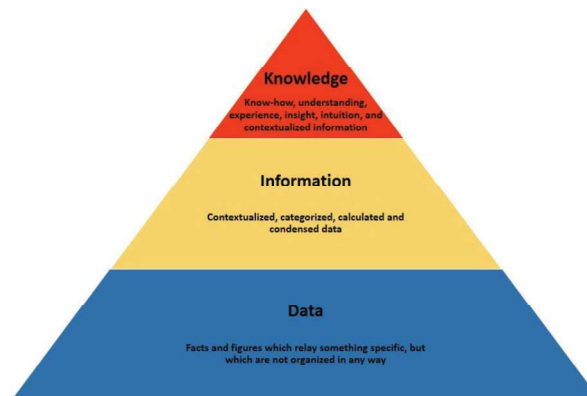 Knowledge
Know-how, understanding,
experience, insight, intuition, and
contextualized information
Information
Contextualized, categorized, calculated and
condensed data
Data
Facts and figures which relay something specific, but
which are not organized in any way